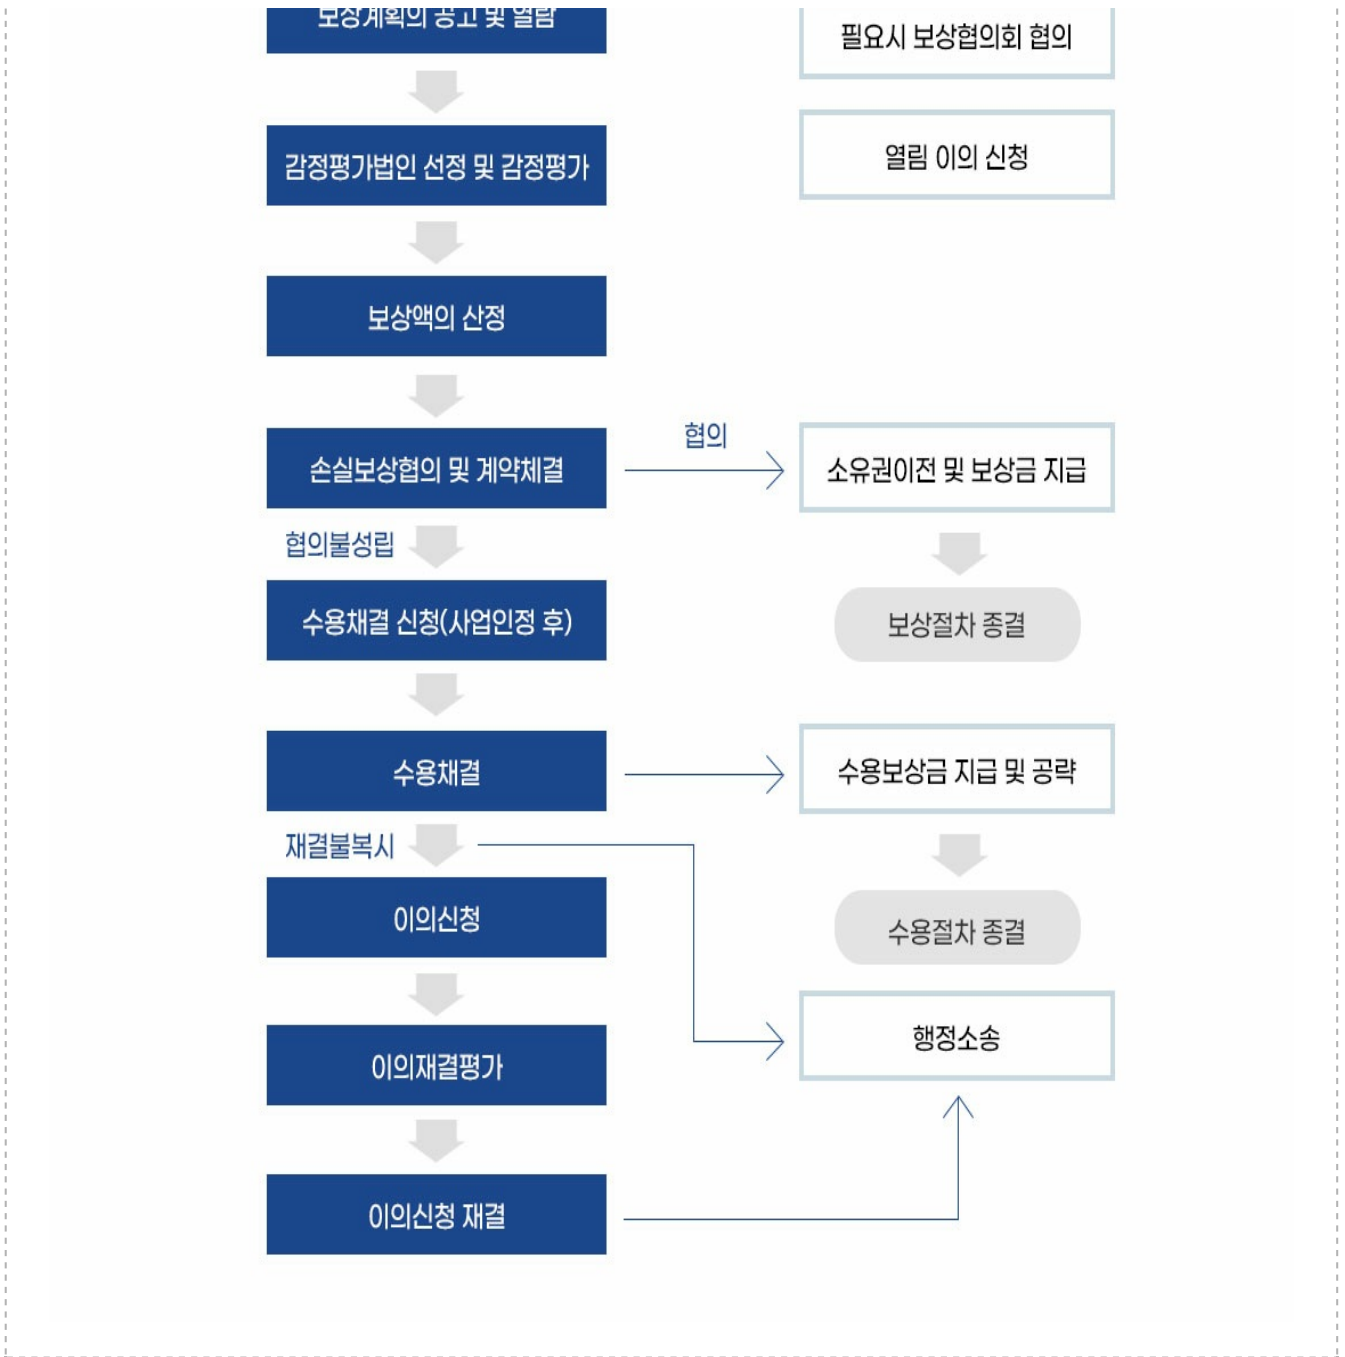 보상계획의 공고 및 열람
필요시 보상협의회 협의
감정평가법인 선정 및 감정평가
열림 이의 신청
보상액의 산정
손실보상협의 및 계약체결
협의
소유권이전 및 보상금 지급
협의불성립
수용채결 신청(사업인정 후)
보상절차 종결
수용채결
수용보상금 지급 및 공략
재결불복시
이의신청
수용절차 종결
행정소송
이의재결평가
이의신청 재결